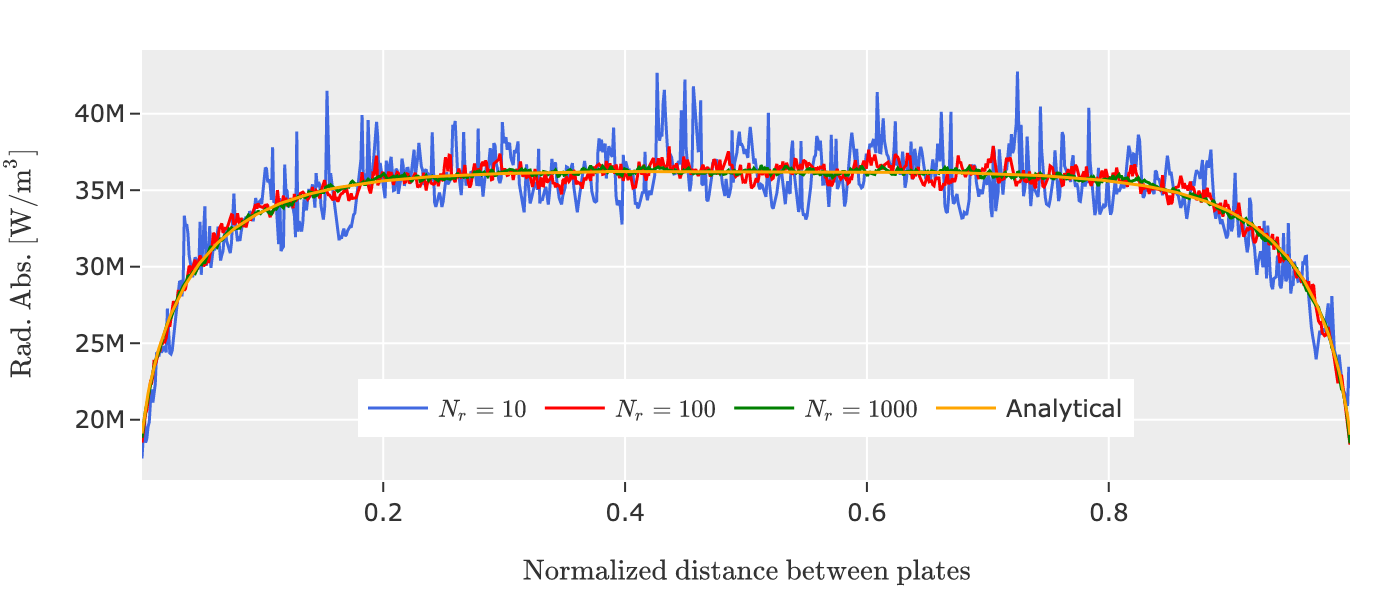 Rad. Abs. [W/m³]
40M
35M
30M
25M
20M
N_r = 10 N_r = 100 N_r = 1000 Analytical
0.2 0.4 0.6 0.8
Normalized distance between plates